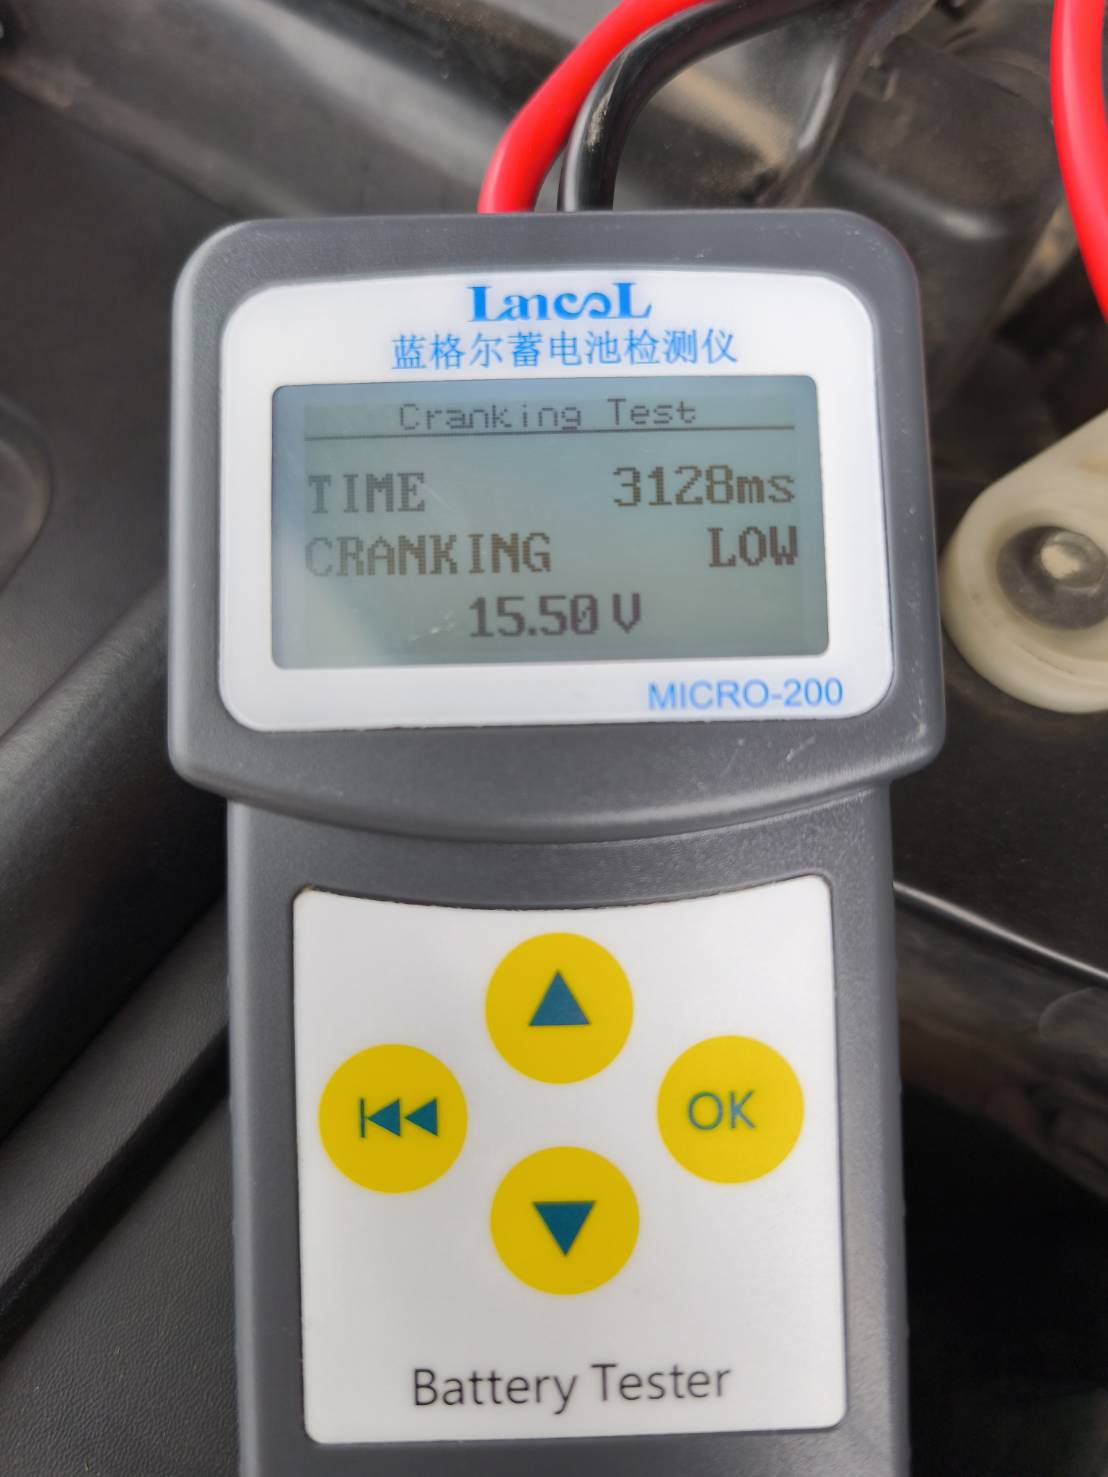 LancoL
蓝格尔蓄电池检测仪
Cranking Test
TIME 3128ms
CRANKING LOW
15.50 V
MICRO-200
OK
Battery Tester